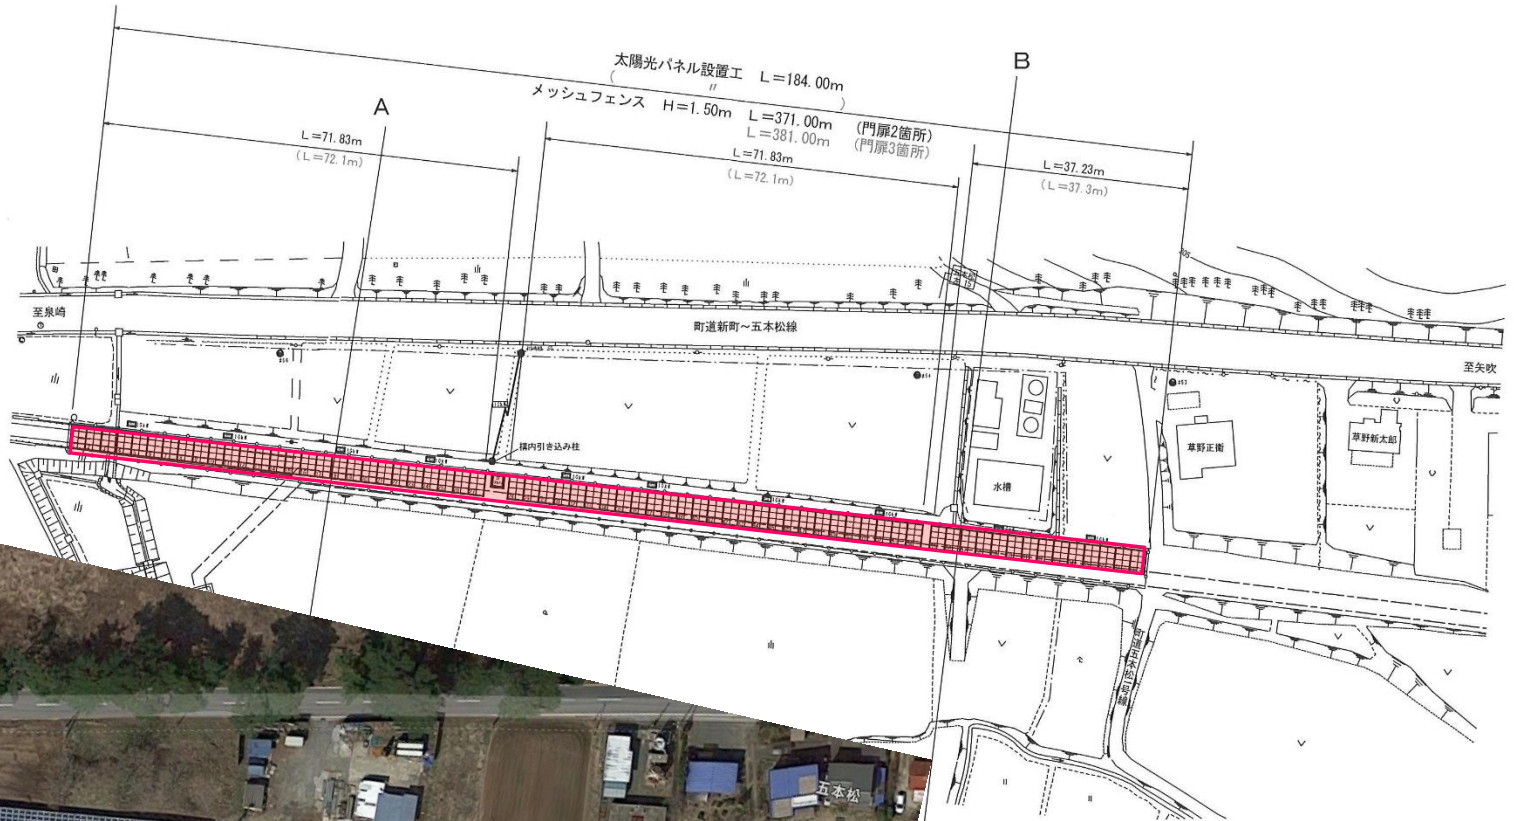 太陽光パネル設置工 L=184.00m
( 〃 )
メッシュフェンス H=1.50m L=371.00m (門扉2箇所)
L=381.00m (門扉3箇所)
A
B
L=71.83m
(L=72.1m)
L=71.83m
(L=72.1m)
L=37.23m
(L=37.3m)
至泉崎
町道新町～五本松線
至矢吹
構内引き込み柱
水槽
草野正衛
草野新太郎
町道五本松一号線
五本松